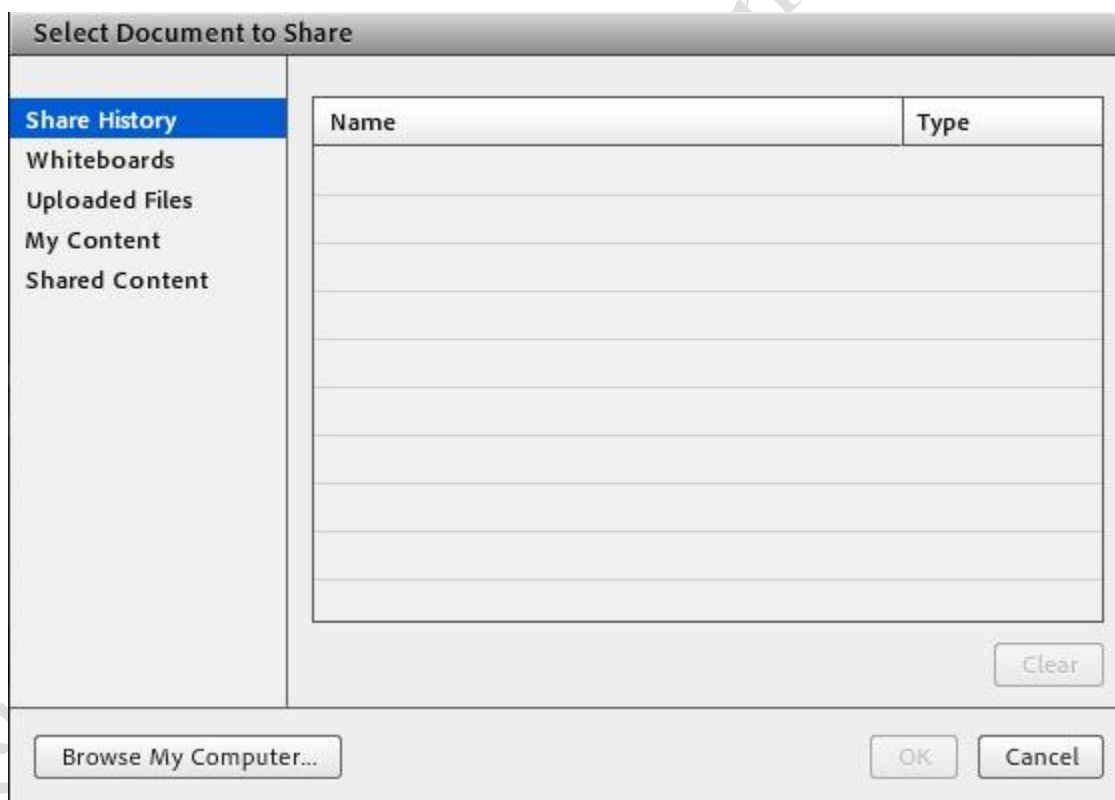 Select Document to Share
Share History
Whiteboards
Uploaded Files
My Content
Shared Content
Name Type
Clear
Browse My Computer... OK Cancel